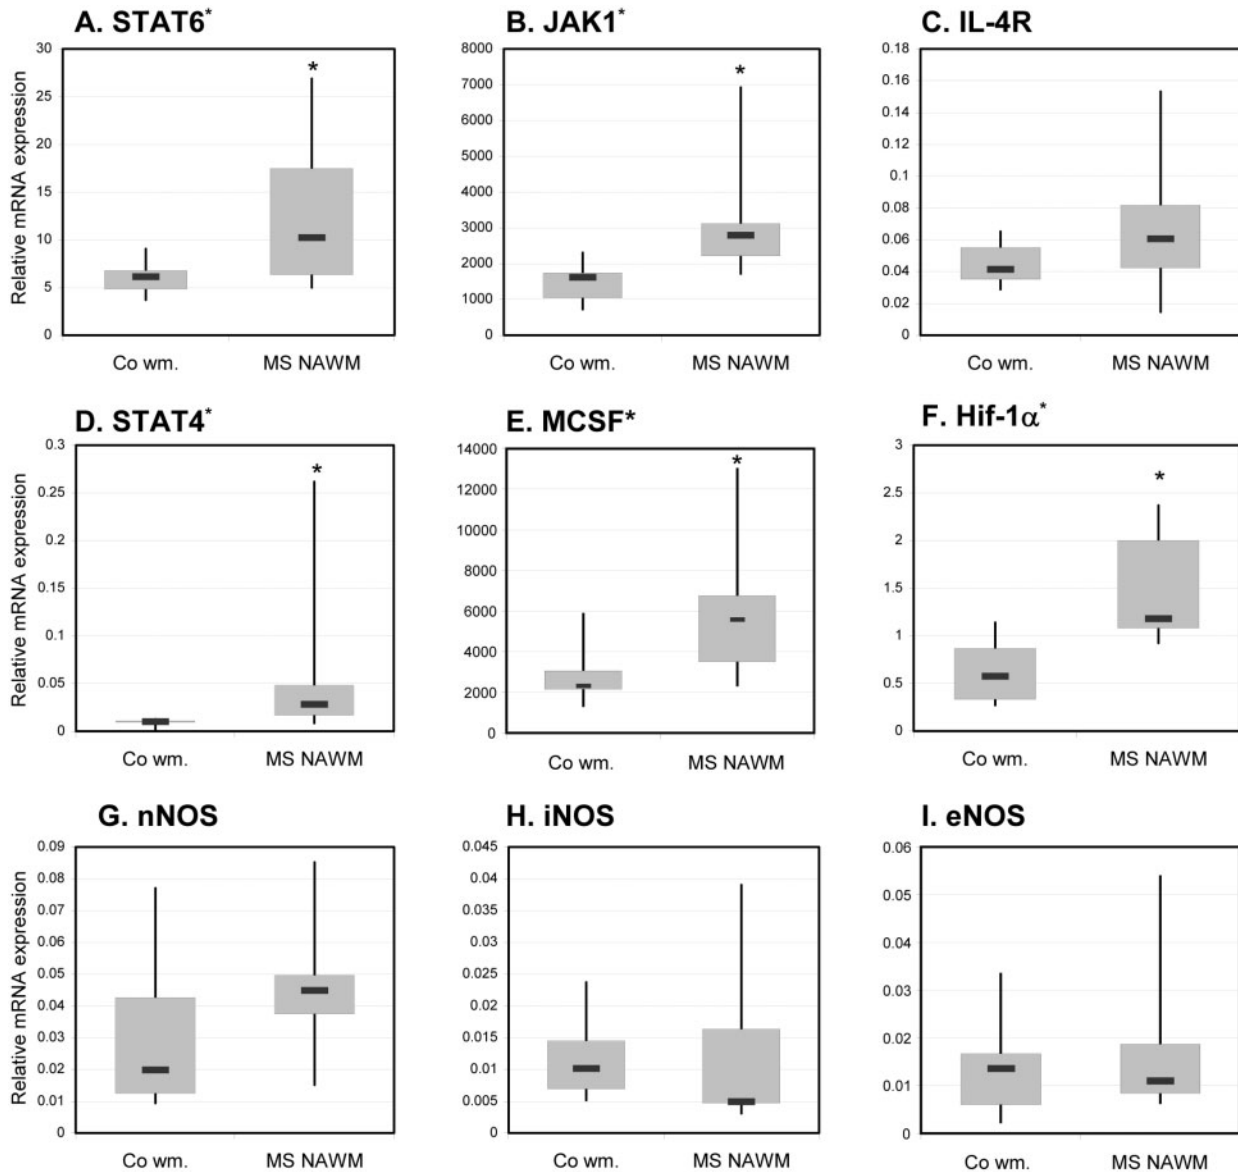 A. STAT6*
B. JAK1*
C. IL-4R
Relative mRNA expression
30
25
20
15
10
5
0
*
Co wm.
MS NAWM
8000
7000
6000
5000
4000
3000
2000
1000
0
*
Co wm.
MS NAWM
0.18
0.16
0.14
0.12
0.1
0.08
0.06
0.04
0.02
0
Co wm.
MS NAWM
D. STAT4*
E. MCSF*
F. Hif-1α*
Relative mRNA expression
0.3
0.25
0.2
0.15
0.1
0.05
0
*
Co wm.
MS NAWM
14000
12000
10000
8000
6000
4000
2000
0
*
Co wm.
MS NAWM
3
2.5
2
1.5
1
0.5
0
*
Co wm.
MS NAWM
G. nNOS
H. iNOS
I. eNOS
Relative mRNA expression
0.09
0.08
0.07
0.06
0.05
0.04
0.03
0.02
0.01
0
Co wm.
MS NAWM
0.045
0.04
0.035
0.03
0.025
0.02
0.015
0.01
0.005
0
Co wm.
MS NAWM
0.06
0.05
0.04
0.03
0.02
0.01
0
Co wm.
MS NAWM